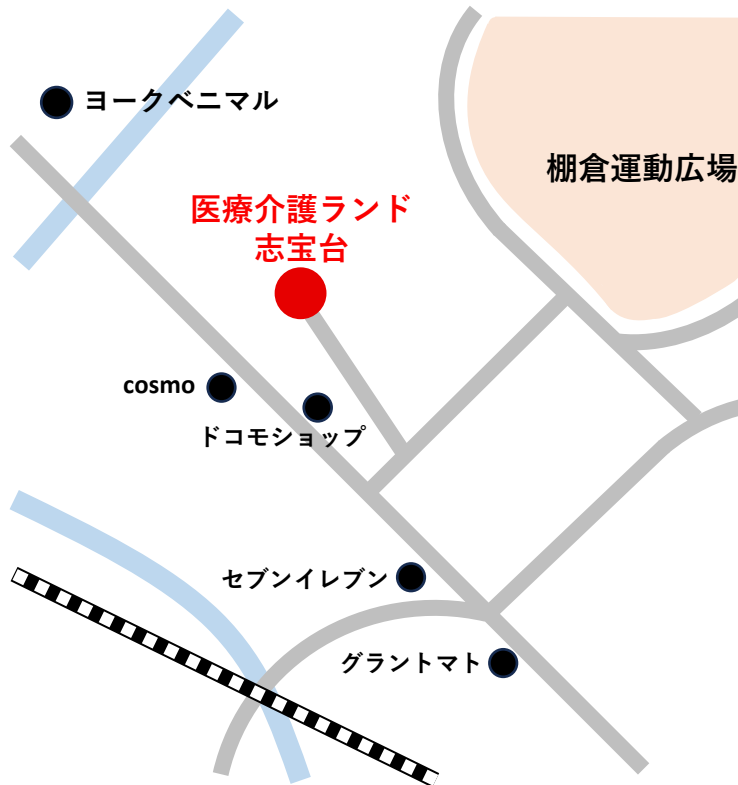 ヨークベニマル
棚倉運動広場
医療介護ランド
志宝台
cosmo
ドコモショップ
セブンイレブン
グラントマト